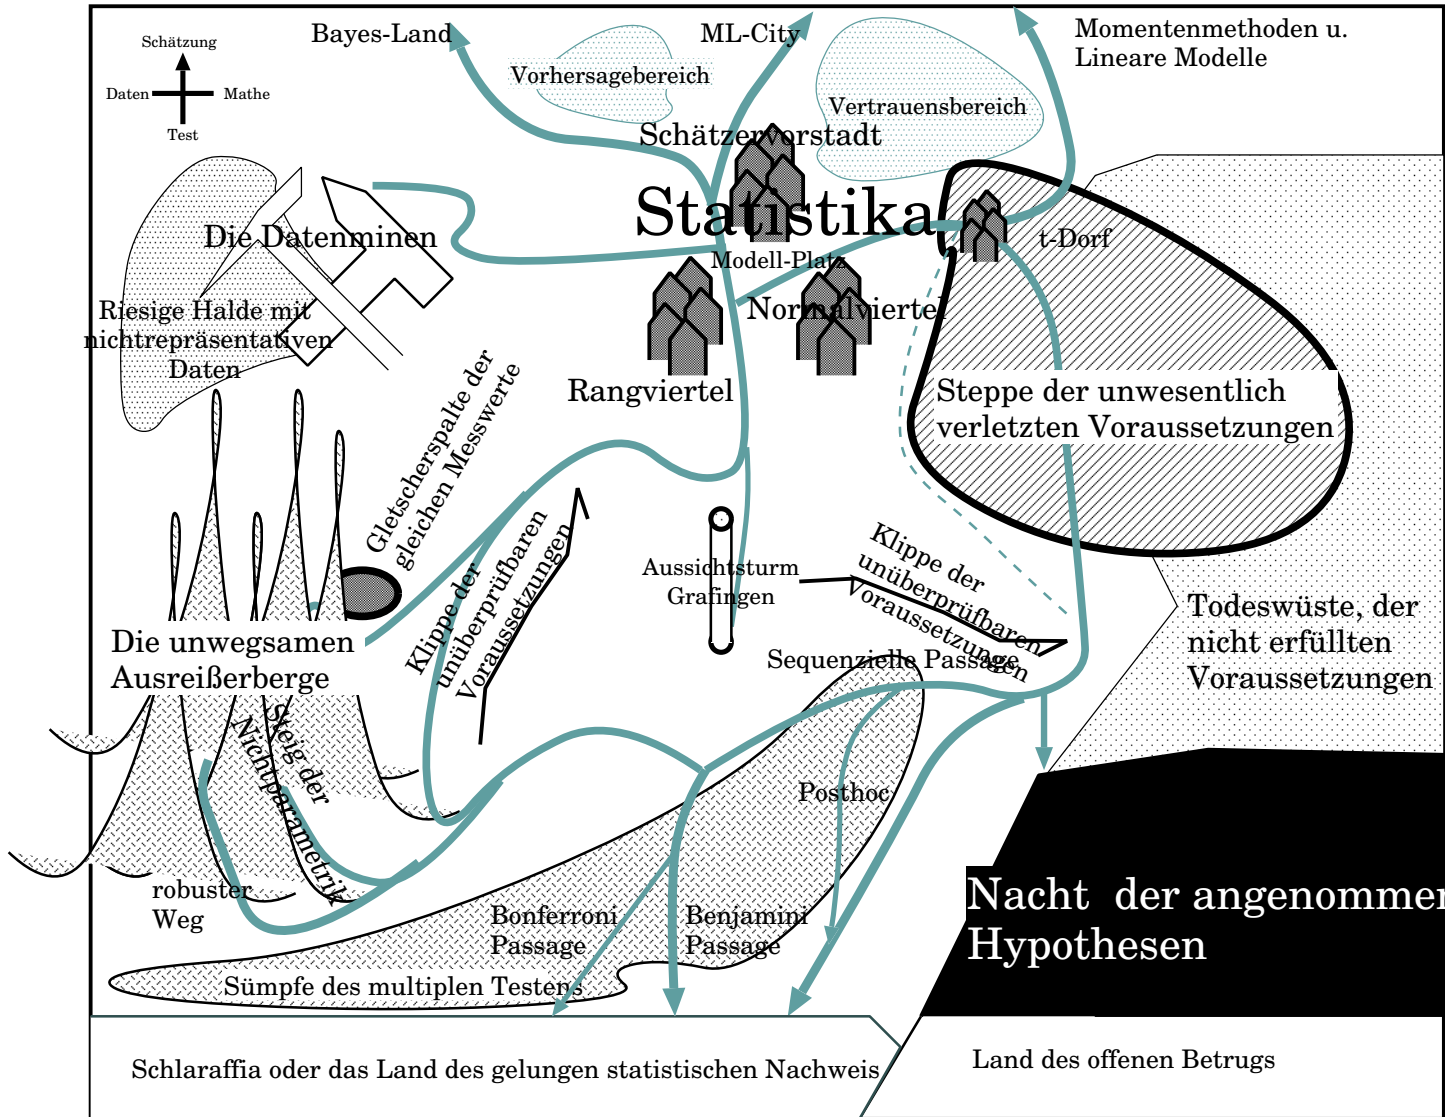 Bayes-Land
ML-City
Momentenmethoden u.
Lineare Modelle
Schätzung
Daten
Mathe
Test
Vorhersagebereich
Vertrauensbereich
Schätzervorstadt
Statistika
Die Datenminen
t-Dorf
Modell-Platz
Riesige Halde mit
nichtrepräsentativen
Daten
Normalviertel
Rangviertel
Steppe der unwesentlich
verletzten Voraussetzungen
Gletscherspalte der
gleichen Messwerte
Klippe der
unüberprüfbaren
Voraussetzungen
Aussichtsturm
Grafingen
Klippe der
unüberprüfbaren
Voraussetzungen
Todeswüste, der
nicht erfüllten
Voraussetzungen
Die unwegsamen
Ausreißerberge
Sequenzielle Passage
Steig der
Nichtparametrik
Posthoc
robuster
Weg
Bonferroni
Passage
Benjamini
Passage
Nacht der angenommen
Hypothesen
Sümpfe des multiplen Testens
Schlaraffia oder das Land des gelungen statistischen Nachweis
Land des offenen Betrugs